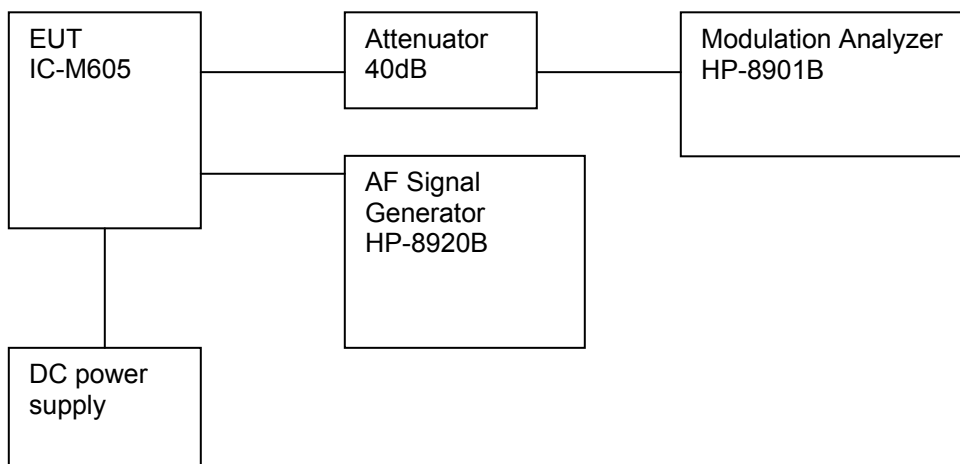 EUT
IC-M605
Attenuator
40dB
Modulation Analyzer
HP-8901B
AF Signal
Generator
HP-8920B
DC power
supply